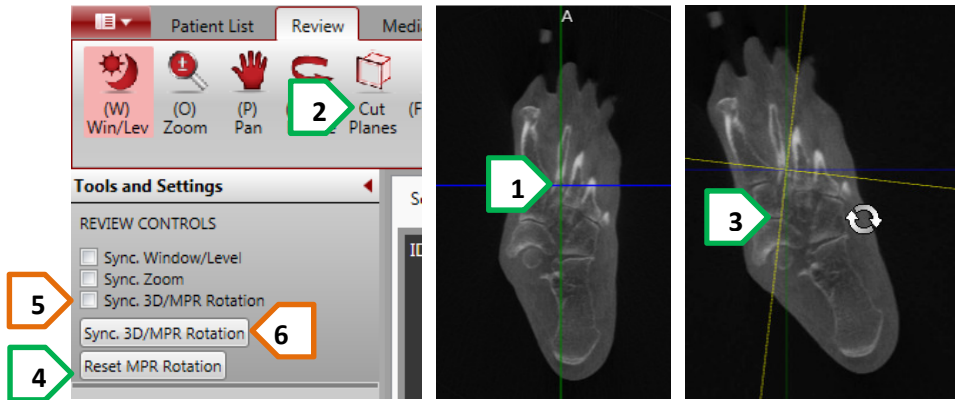 Patient List
Review
Medi
(W)
Win/Lev
(O)
Zoom
(P)
Pan
2
Cut
Planes
(F
Tools and Settings
REVIEW CONTROLS
Sync. Window/Level
Sync. Zoom
Sync. 3D/MPR Rotation
5
Sync. 3D/MPR Rotation
6
Reset MPR Rotation
4
ID
A
1
3